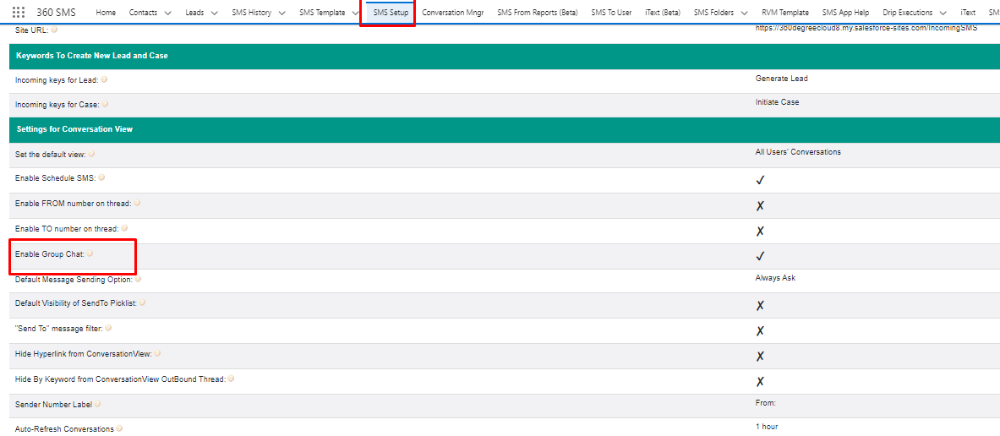 360 SMS Home Contacts Leads SMS History SMS Template SMS Setup Conversation Mngr SMS From Reports (Beta) SMS To User iText (Beta) SMS Folders RVM Template SMS App Help Drip Executions iText SM
Site URL: https://360degreecloud8.my.salesforce-sites.com/IncomingSMS
Keywords To Create New Lead and Case
Incoming keys for Lead: Generate Lead
Incoming keys for Case: Initiate Case
Settings for Conversation View
Set the default view: All Users' Conversations
Enable Schedule SMS: ✓
Enable FROM number on thread: ✗
Enable TO number on thread: ✗
Enable Group Chat: ✓
Default Message Sending Option: Always Ask
Default Visibility of SendTo Picklist: ✗
"Send To" message filter: ✗
Hide Hyperlink from ConversationView: ✗
Hide By Keyword from ConversationView OutBound Thread: ✗
Sender Number Label From:
Auto-Refresh Conversations 1 hour